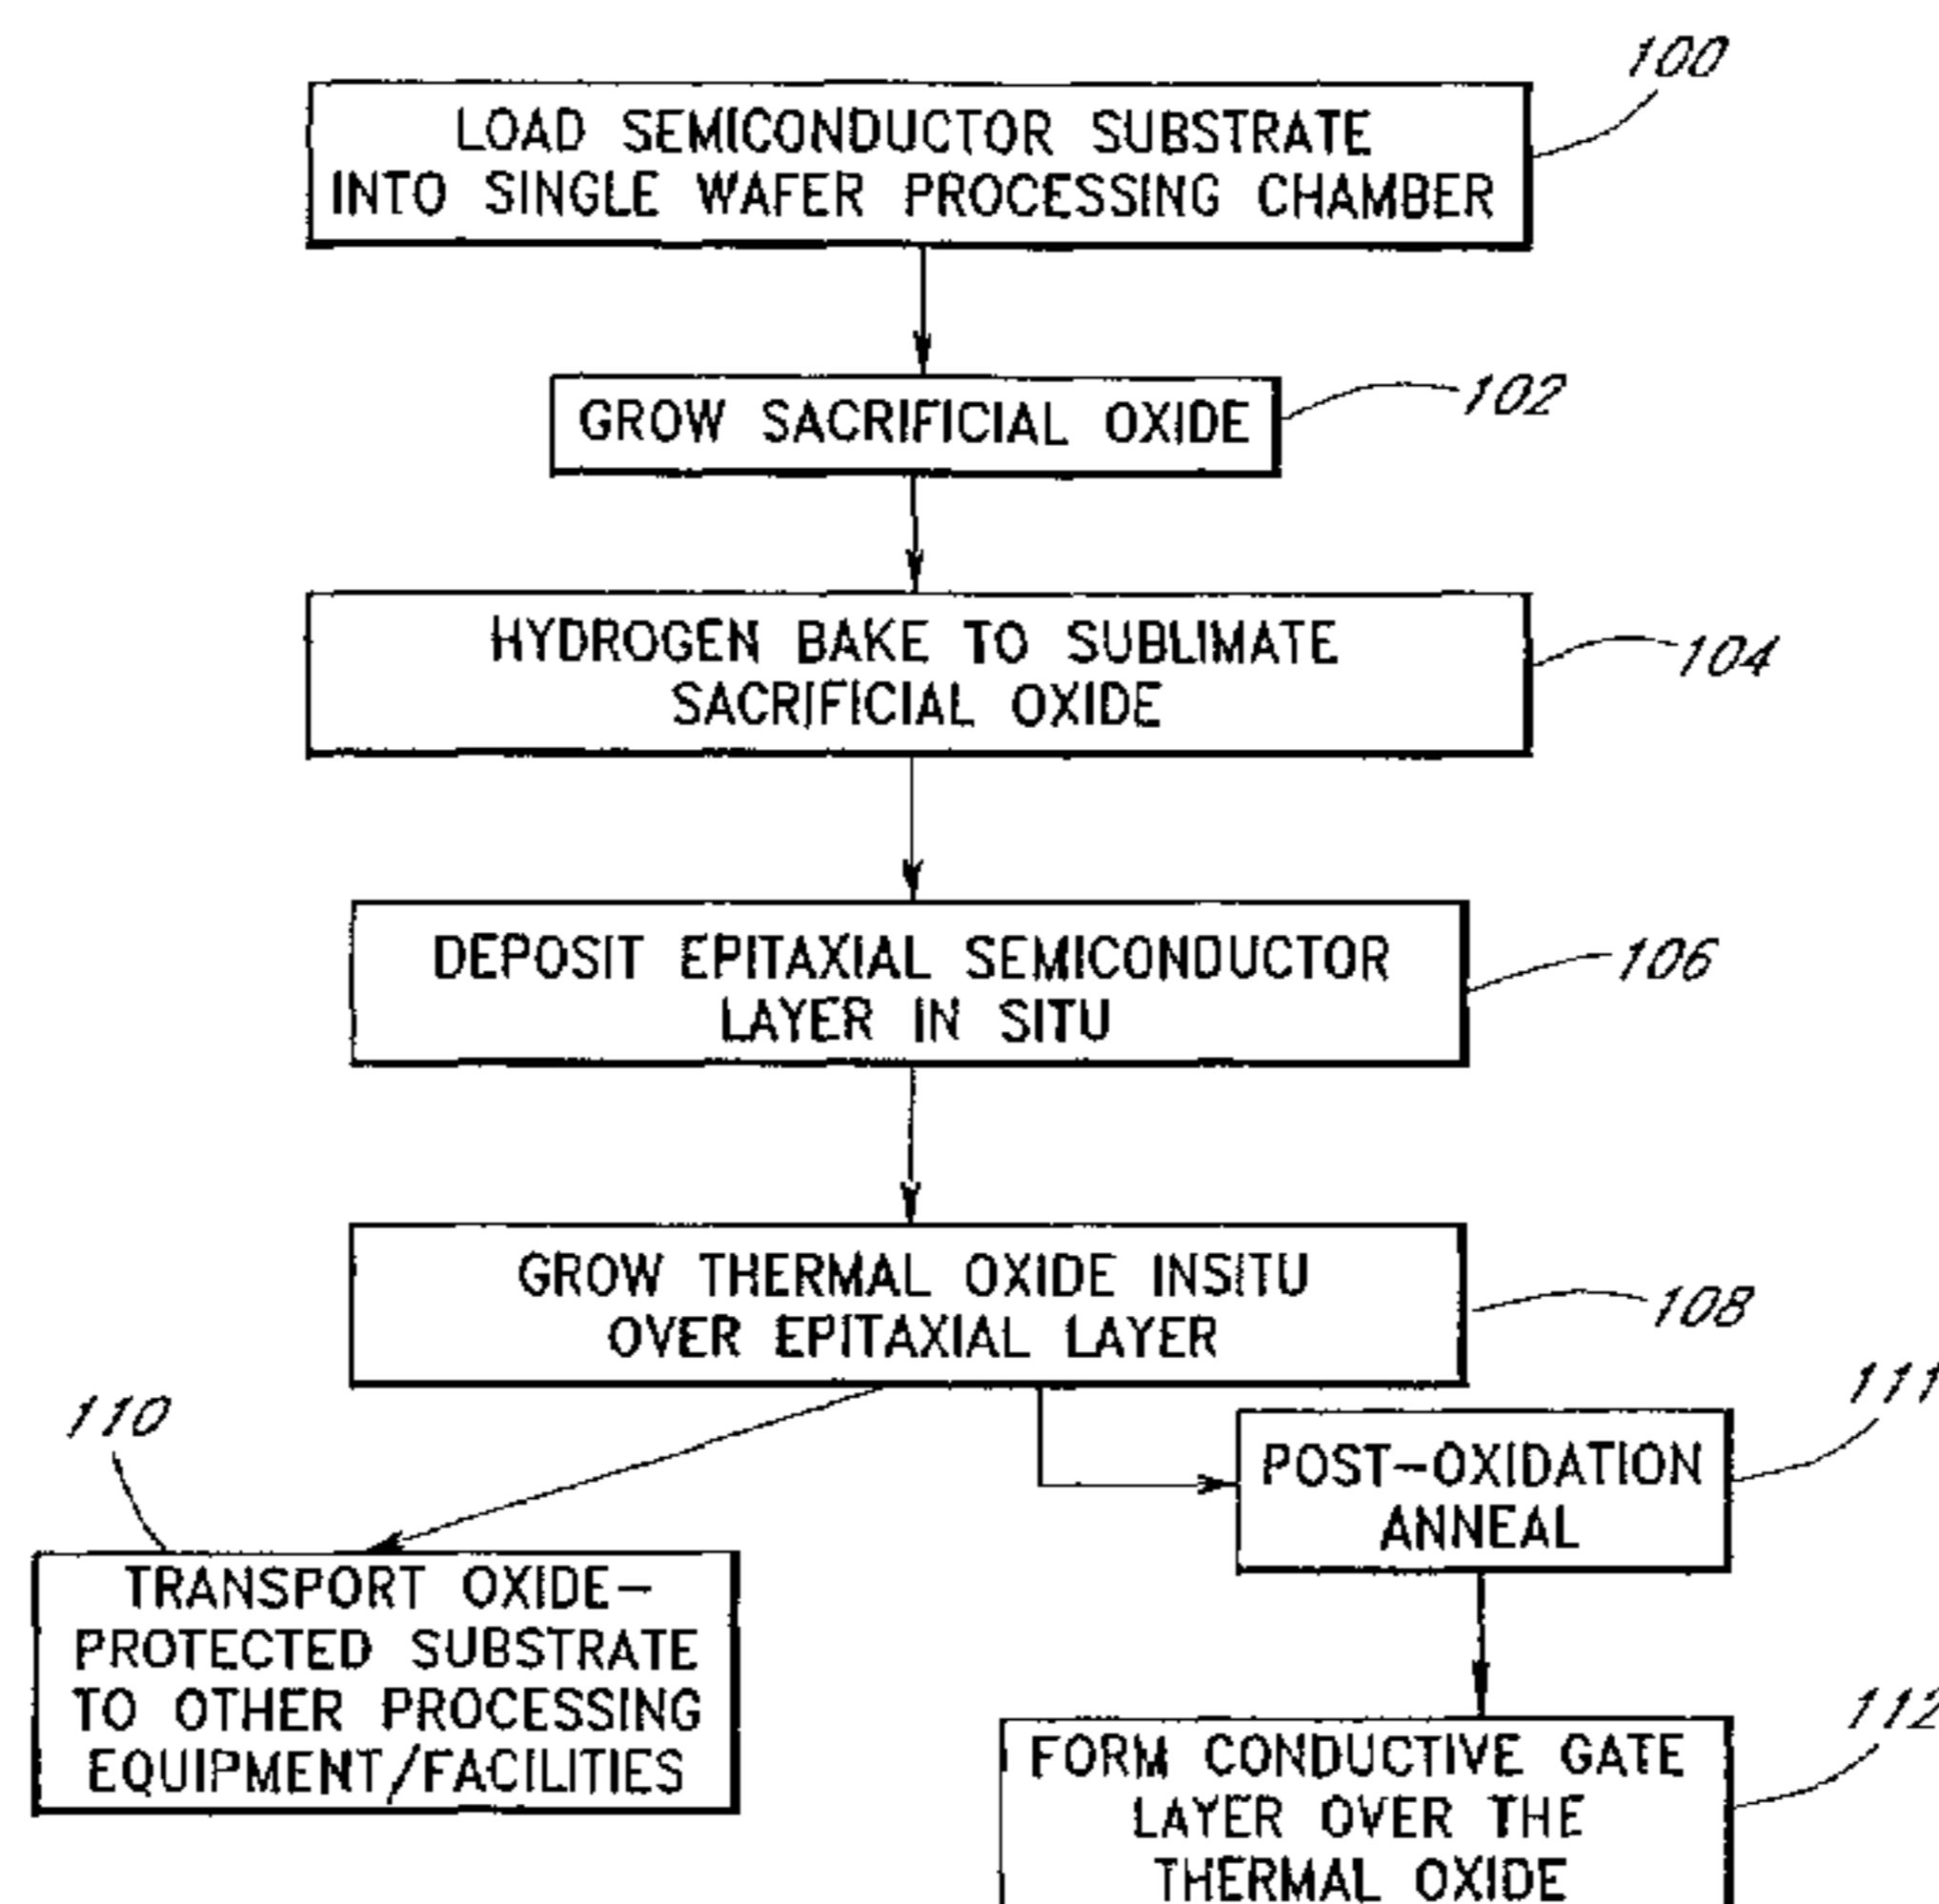 100
LOAD SEMICONDUCTOR SUBSTRATE
INTO SINGLE WAFER PROCESSING CHAMBER
GROW SACRIFICIAL OXIDE
102
HYDROGEN BAKE TO SUBLIMATE
SACRIFICIAL OXIDE
104
DEPOSIT EPITAXIAL SEMICONDUCTOR
LAYER IN SITU
106
GROW THERMAL OXIDE INSITU
OVER EPITAXIAL LAYER
108
110
TRANSPORT OXIDE-
PROTECTED SUBSTRATE
TO OTHER PROCESSING
EQUIPMENT/FACILITIES
111
POST-OXIDATION
ANNEAL
112
FORM CONDUCTIVE GATE
LAYER OVER THE
THERMAL OXIDE